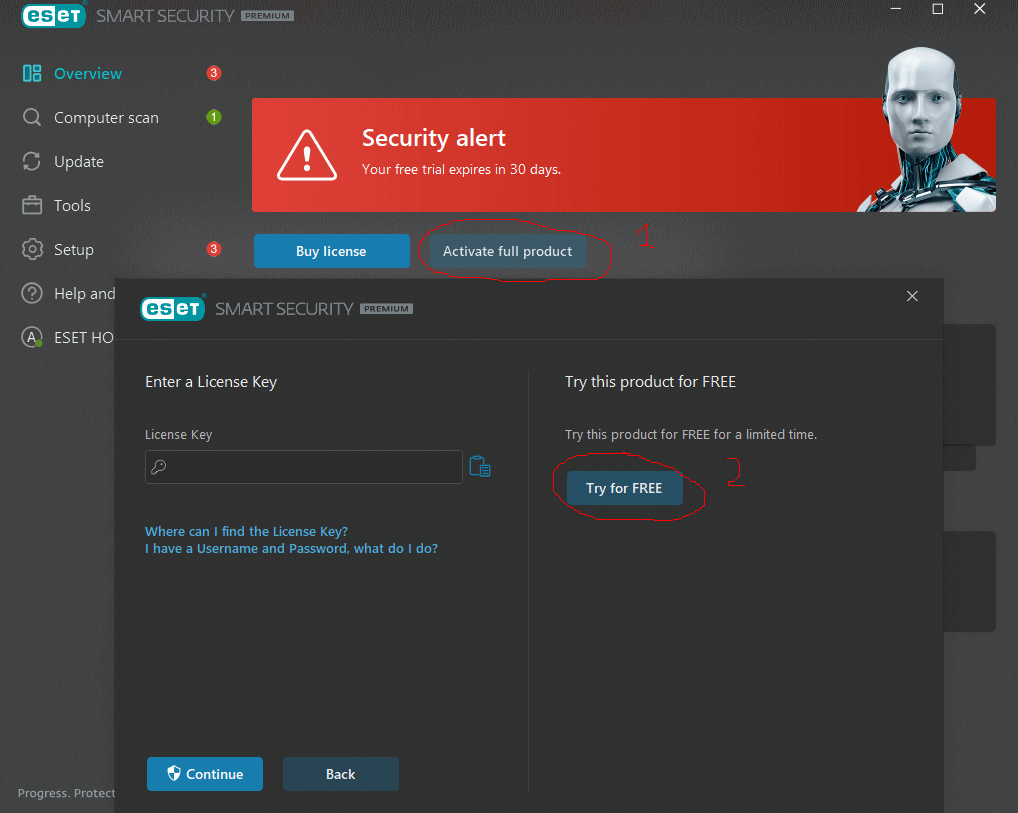 eset SMART SECURITY PREMIUM
Overview 3
Computer scan 1
Update
Tools
Setup 3
Help and
A ESET HO
Security alert
Your free trial expires in 30 days.
Buy license
Activate full product
eset SMART SECURITY PREMIUM
Enter a License Key
License Key
Where can I find the License Key?
I have a Username and Password, what do I do?
Try this product for FREE
Try this product for FREE for a limited time.
Try for FREE
2
Continue
Back
Progress. Protect